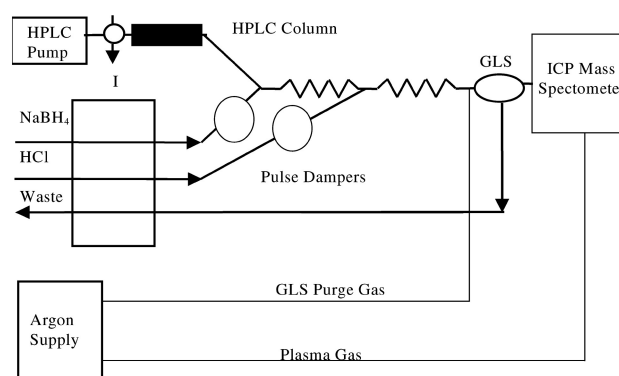 HPLC
Pump
HPLC Column
I
GLS
ICP Mass
Spectomete
NaBH₄
HCl
Pulse Dampers
Waste
GLS Purge Gas
Argon
Supply
Plasma Gas